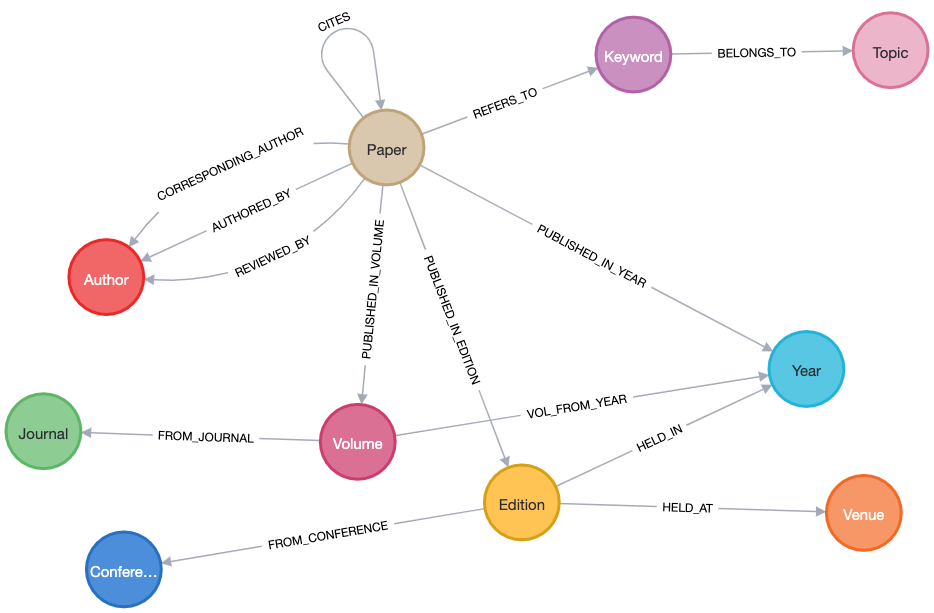 CITES
Keyword
BELONGS_TO
Topic
REFERS_TO
Paper
CORRESPONDING_AUTHOR
AUTHORED_BY
REVIEWED_BY
Author
PUBLISHED_IN_VOLUME
PUBLISHED_IN_EDITION
PUBLISHED_IN_YEAR
Year
VOL_FROM_YEAR
Journal
FROM_JOURNAL
Volume
HELD_IN
Edition
HELD_AT
Venue
FROM_CONFERENCE
Confere…